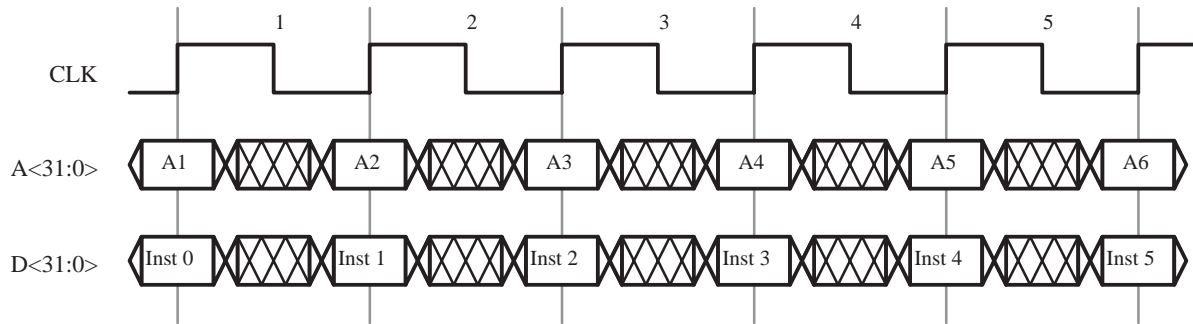 1 2 3 4 5
CLK
A<31:0> A1 A2 A3 A4 A5 A6
D<31:0> Inst 0 Inst 1 Inst 2 Inst 3 Inst 4 Inst 5